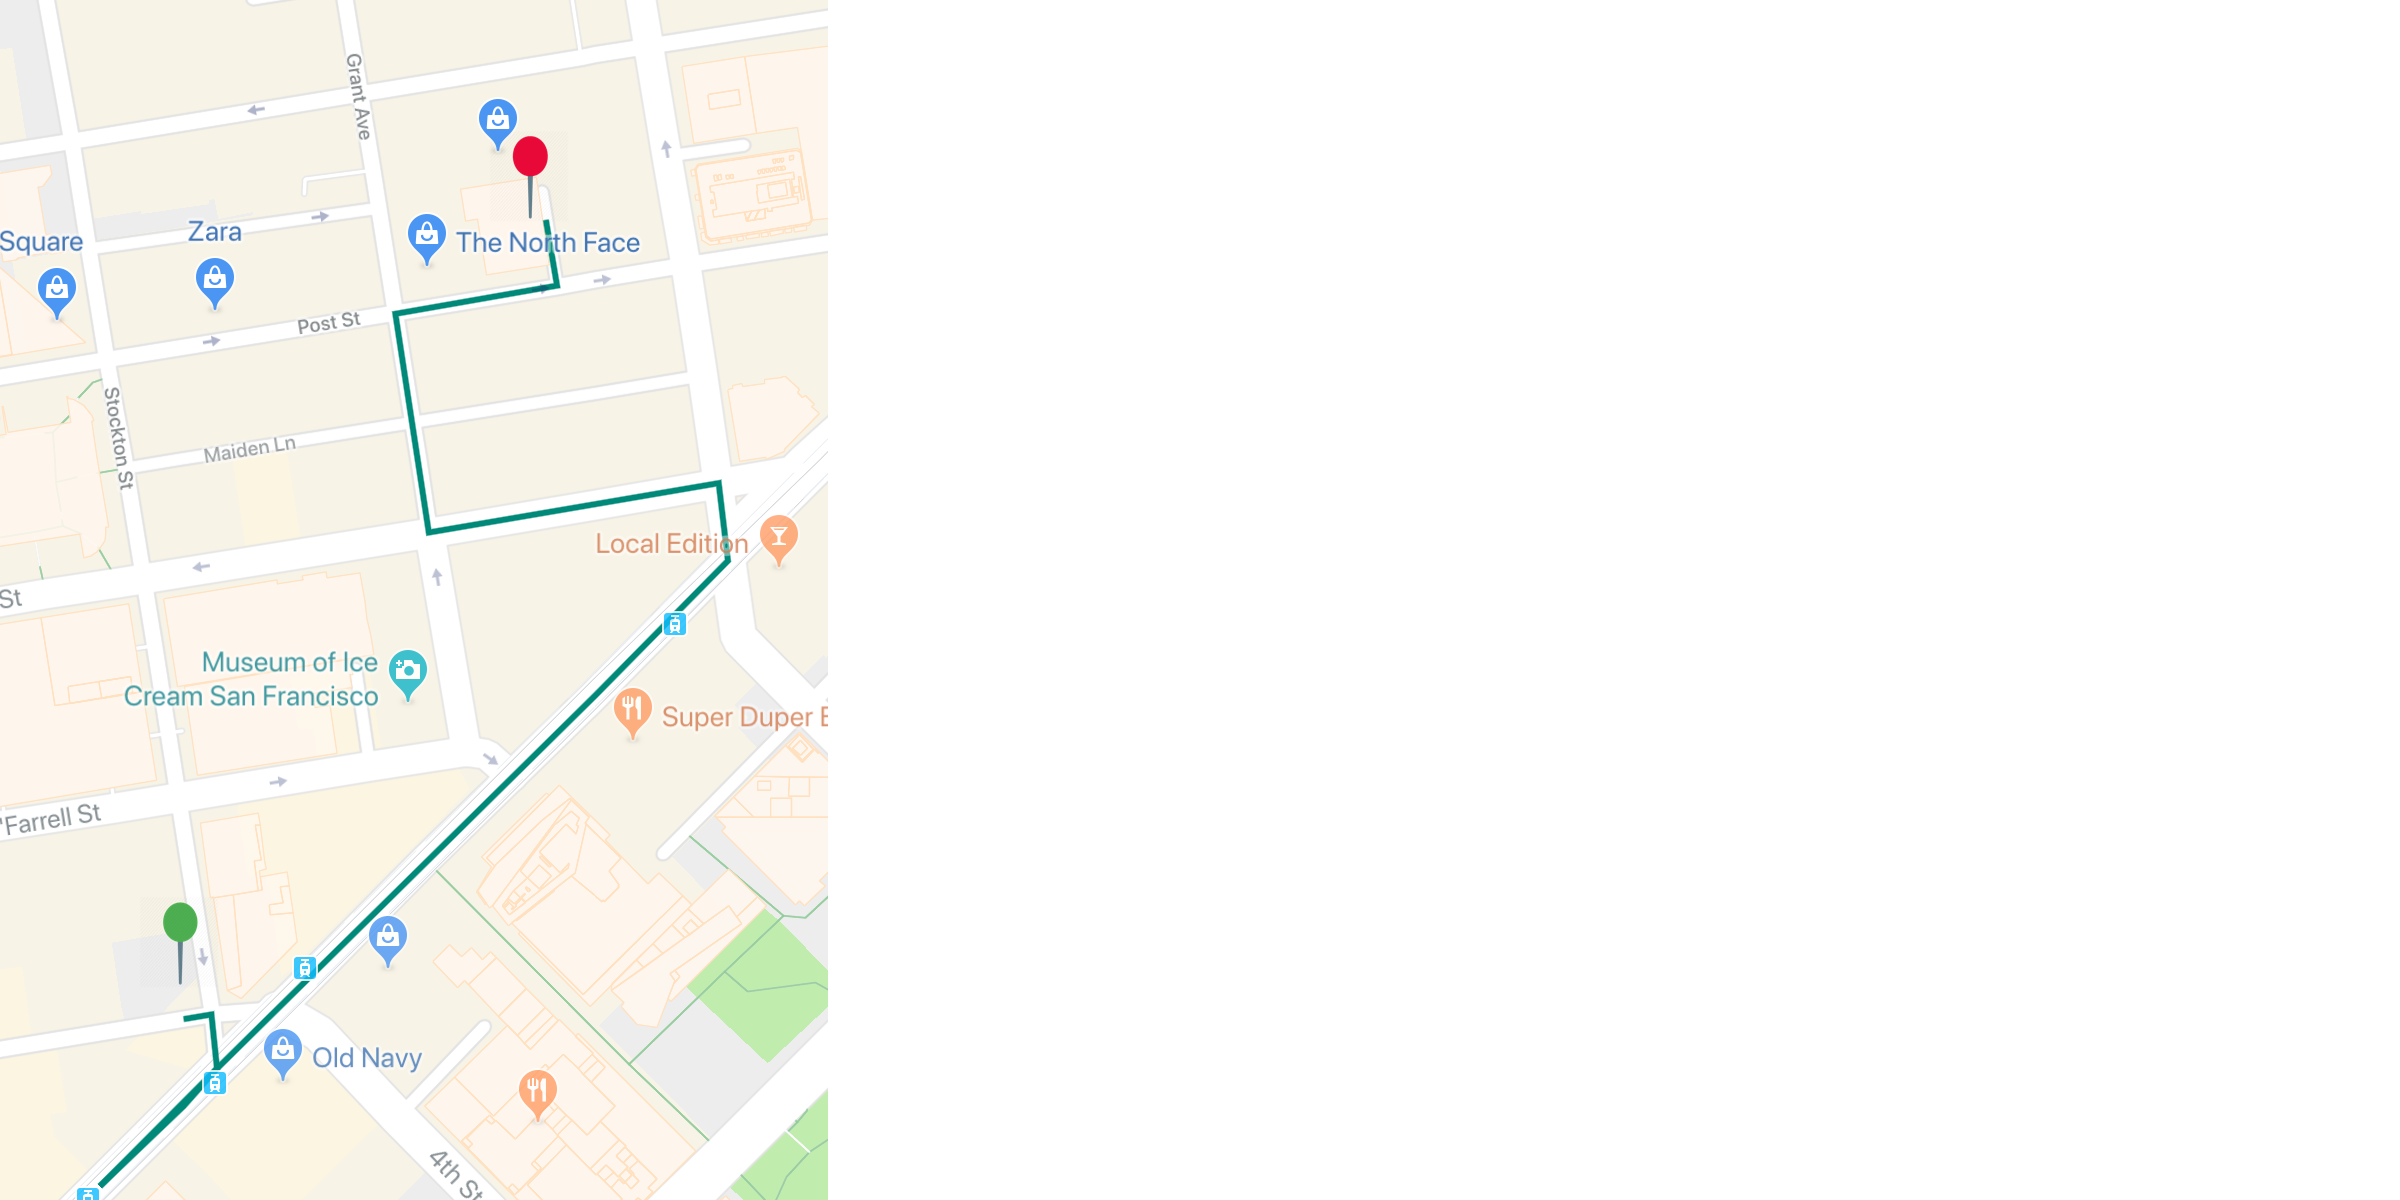 Grant Ave
Square
Zara
The North Face
Post St
Stockton St
Maiden Ln
Local Edition
St
Museum of Ice
Cream San Francisco
Super Duper B
'Farrell St
Old Navy
4th St